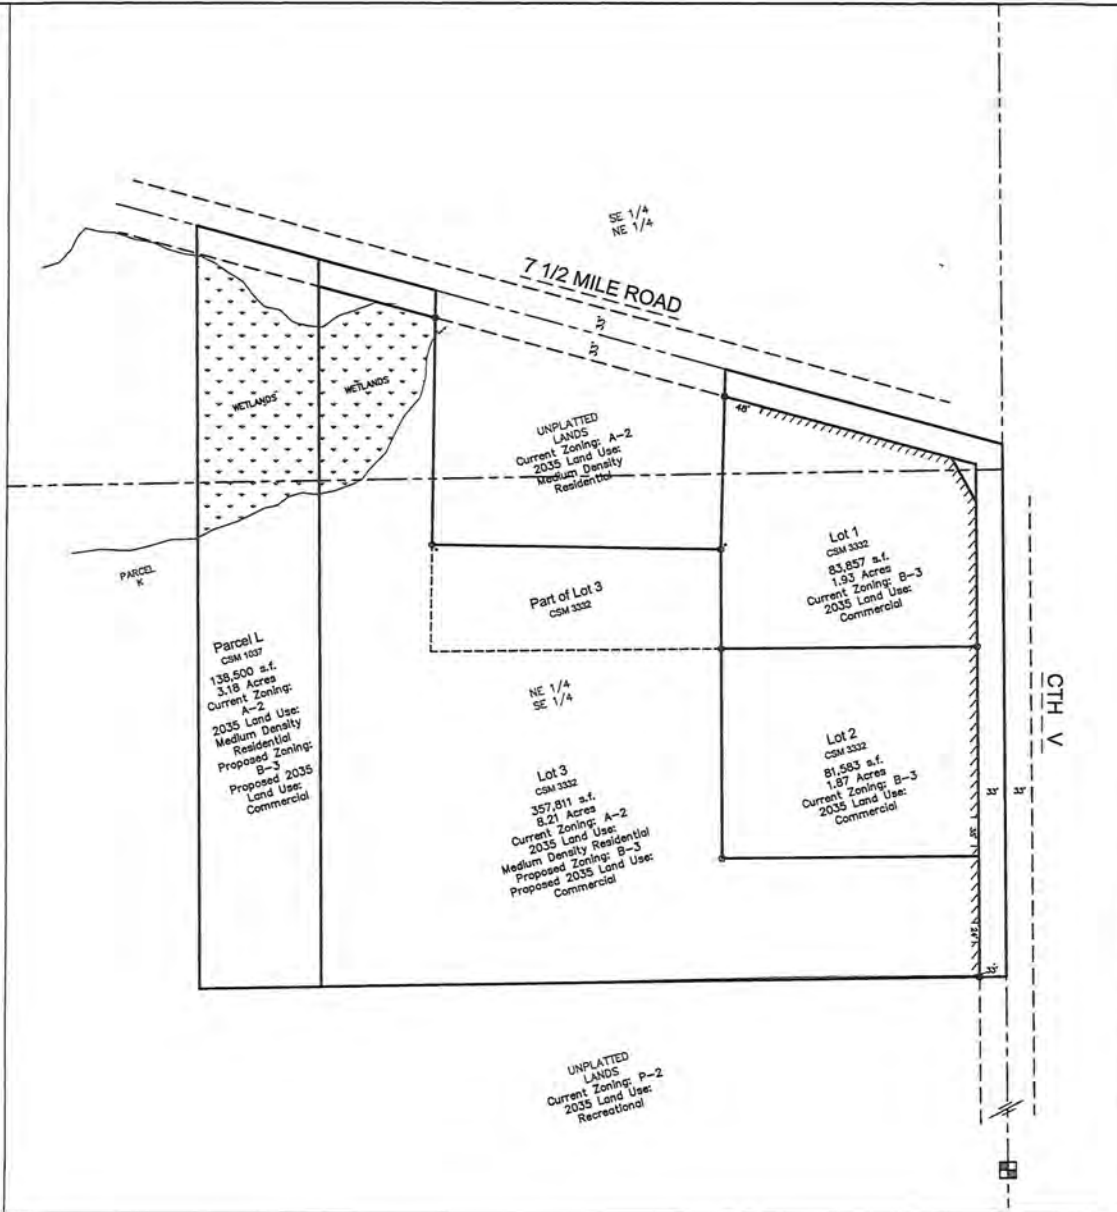 SE 1/4
NE 1/4
7 1/2 MILE ROAD
33'
33'
WETLANDS
WETLANDS
UNPLATTED
LANDS
Current Zoning: A-2
2035 Land Use:
Medium Density
Residential
48'
PARCEL
K
Part of Lot 3
CSM 3332
Lot 1
CSM 3332
83,857 s.f.
1.93 Acres
Current Zoning: B-3
2035 Land Use:
Commercial
Parcel L
CSM 1037
138,500 s.f.
3.18 Acres
Current Zoning:
A-2
2035 Land Use:
Medium Density
Residential
Proposed Zoning:
B-3
Proposed 2035
Land Use:
Commercial
NE 1/4
SE 1/4
CTH V
Lot 3
CSM 3332
357,811 s.f.
8.21 Acres
Current Zoning: A-2
2035 Land Use:
Medium Density Residential
Proposed Zoning: B-3
Proposed 2035 Land Use:
Commercial
Lot 2
CSM 3332
81,583 s.f.
1.87 Acres
Current Zoning: B-3
2035 Land Use:
Commercial
33'
33'
24'
33'
UNPLATTED
LANDS
Current Zoning: P-2
2035 Land Use:
Recreational